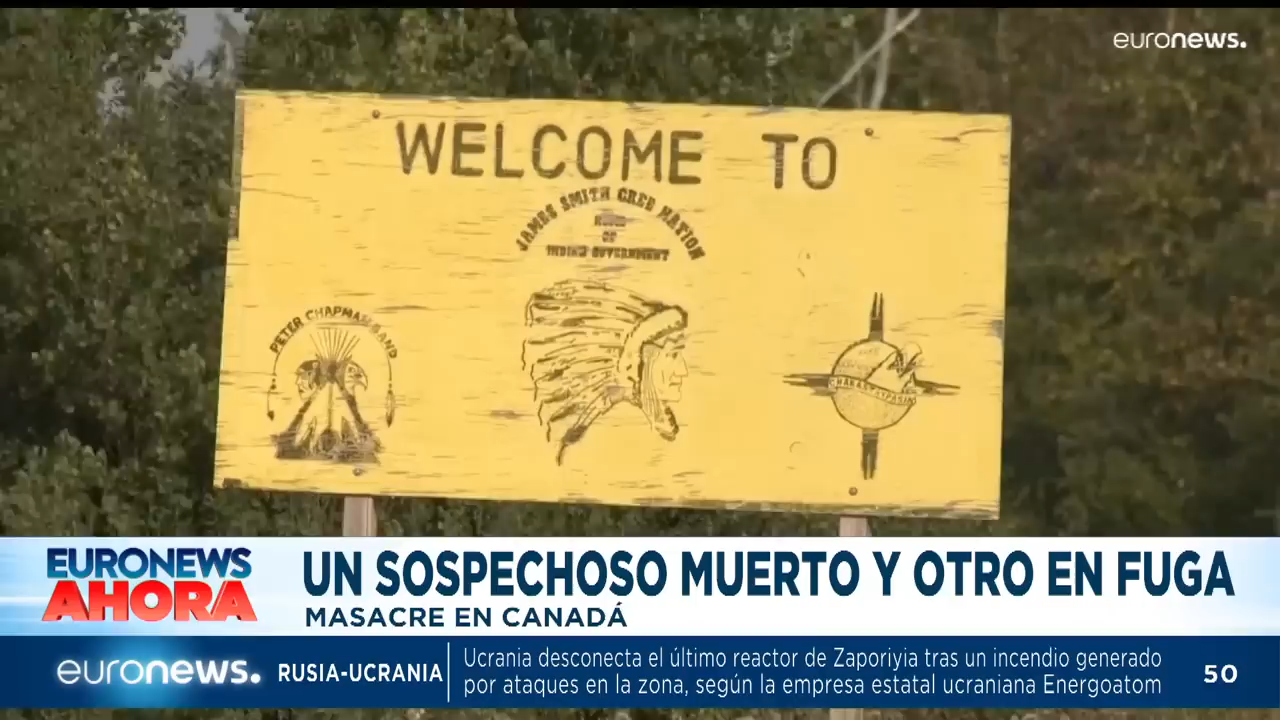 euronews.
WELCOME TO
JAMES SMITH CREE NATION
INDIAN GOVERNMENT
PETER CHAPMAN BAND
CHAKASTAYPASIN
EURONEWS
AHORA
UN SOSPECHOSO MUERTO Y OTRO EN FUGA
MASACRE EN CANADÁ
euronews.
RUSIA-UCRANIA
Ucrania desconecta el último reactor de Zaporiyia tras un incendio generado
por ataques en la zona, según la empresa estatal ucraniana Energoatom
50